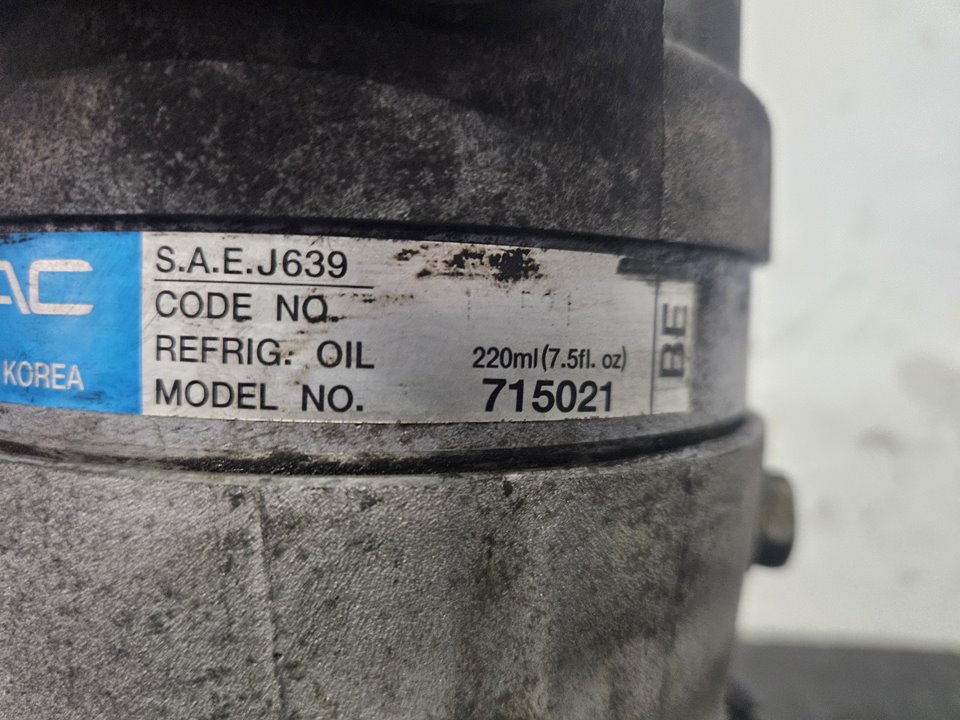 AC
KOREA
S.A.E.J639
CODE NO.
REFRIG. OIL 220ml(7.5fl. oz)
MODEL NO. 715021
BE